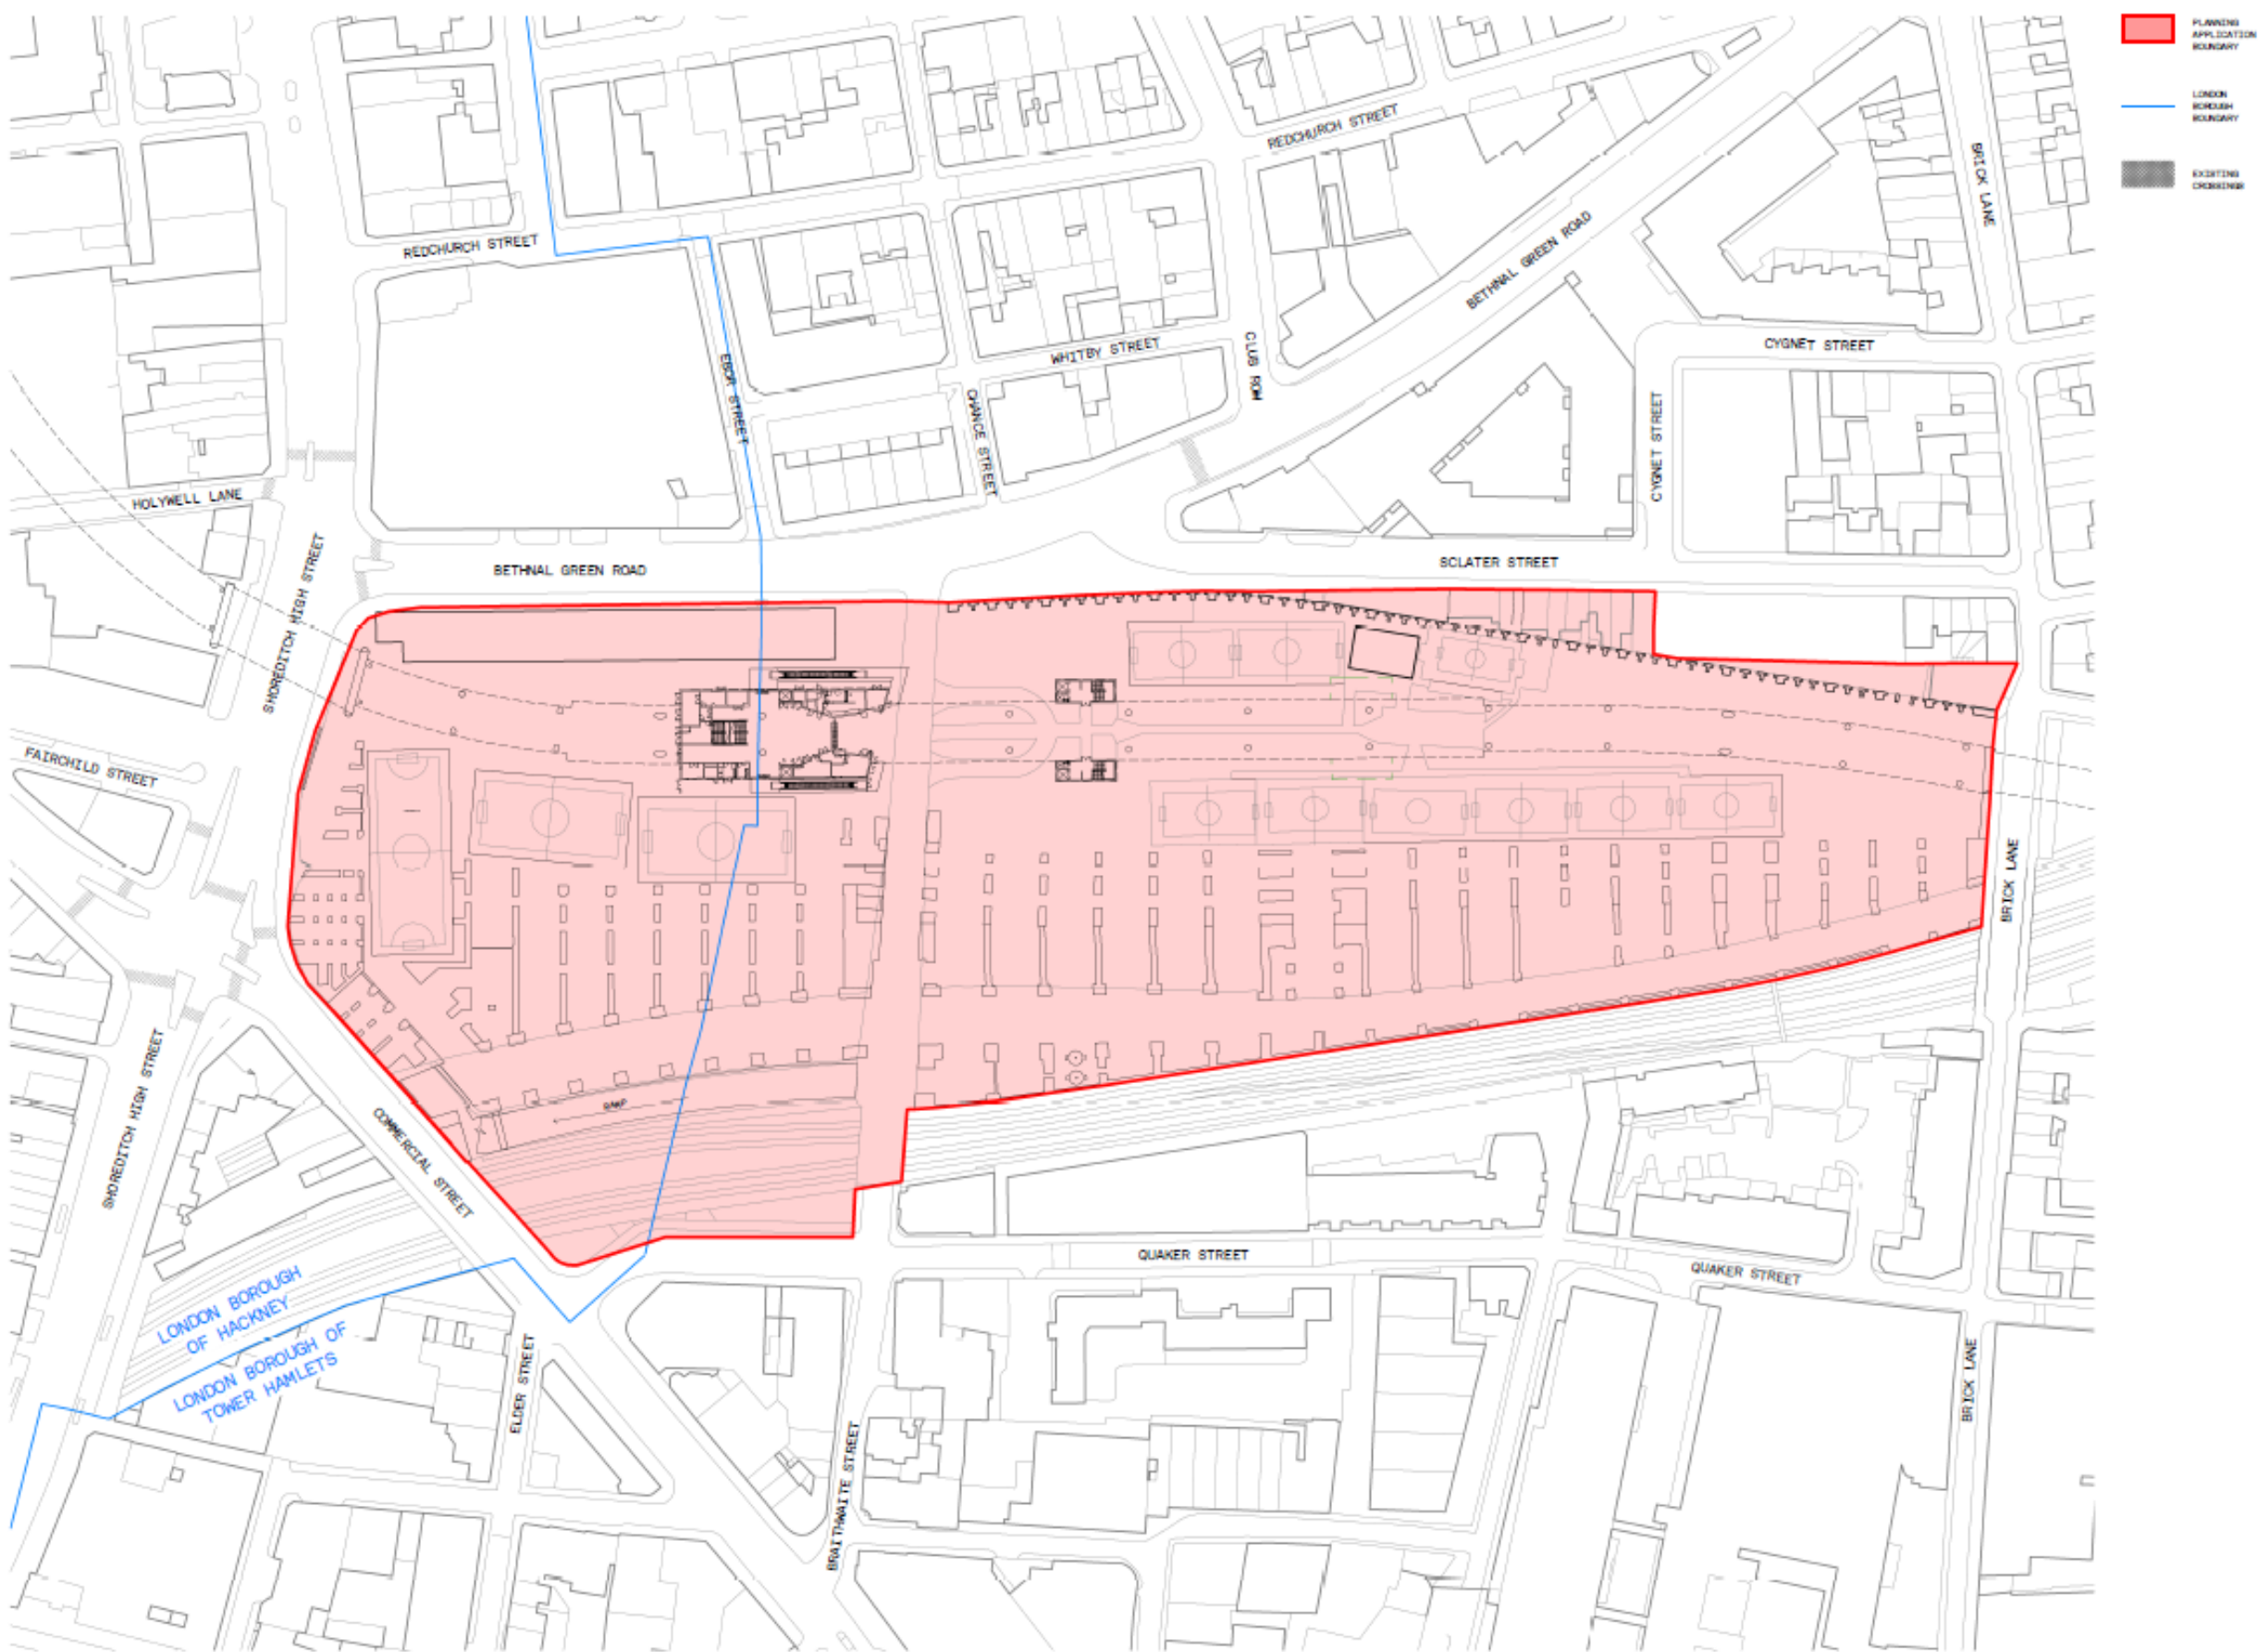 PLANNING
APPLICATION
BOUNDARY
LONDON
BOROUGH
BOUNDARY
EXISTING
CROSSINGS
REDCHURCH STREET
BRICK LANE
REDCHURCH STREET
BETHNAL GREEN ROAD
EBOR STREET
WHITBY STREET
CLUB ROW
CYGNET STREET
CHANCE STREET
CYGNET STREET
HOLYWELL LANE
SHOREDITCH HIGH STREET
BETHNAL GREEN ROAD
SCLATER STREET
FAIRCHILD STREET
BRICK LANE
RAMP
SHOREDITCH HIGH STREET
COMMERCIAL STREET
QUAKER STREET
QUAKER STREET
LONDON BOROUGH
OF HACKNEY
LONDON BOROUGH OF
TOWER HAMLETS
ELDER STREET
BRICK LANE
BRAITHWAITE STREET